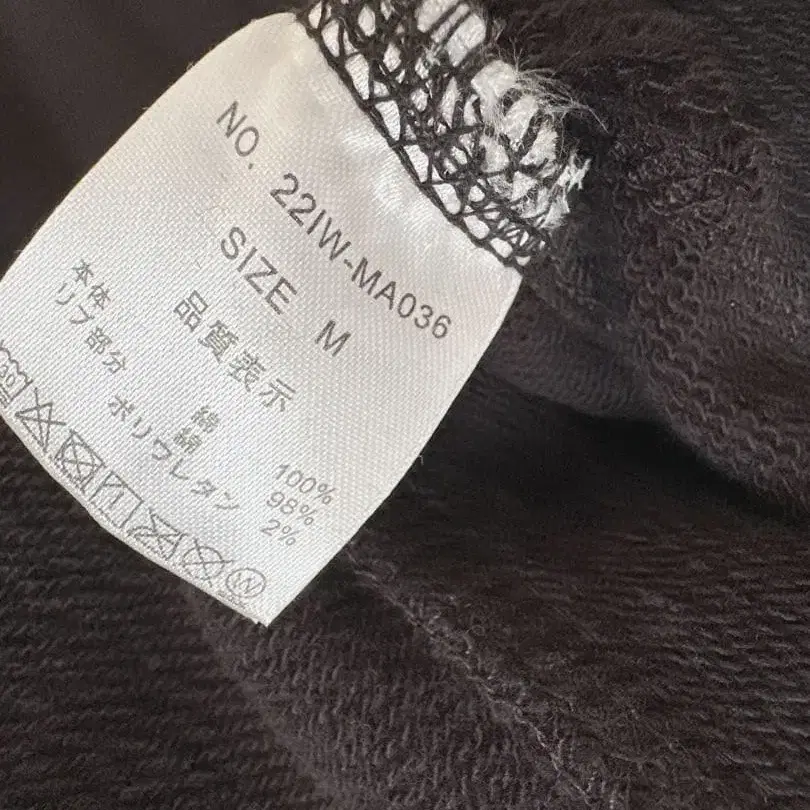 NO. 22IW-MA036
SIZE M
品質表示
本体 綿 100%
リブ部分 綿 98%
ポリウレタン 2%
W